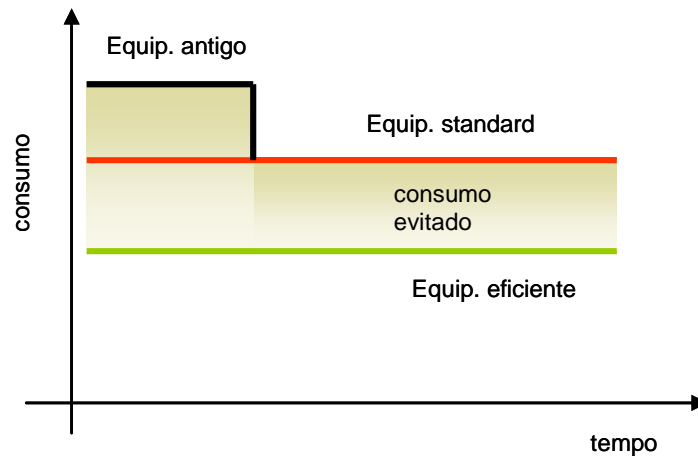 Equip. antigo
Equip. standard
consumo
consumo
evitado
Equip. eficiente
tempo